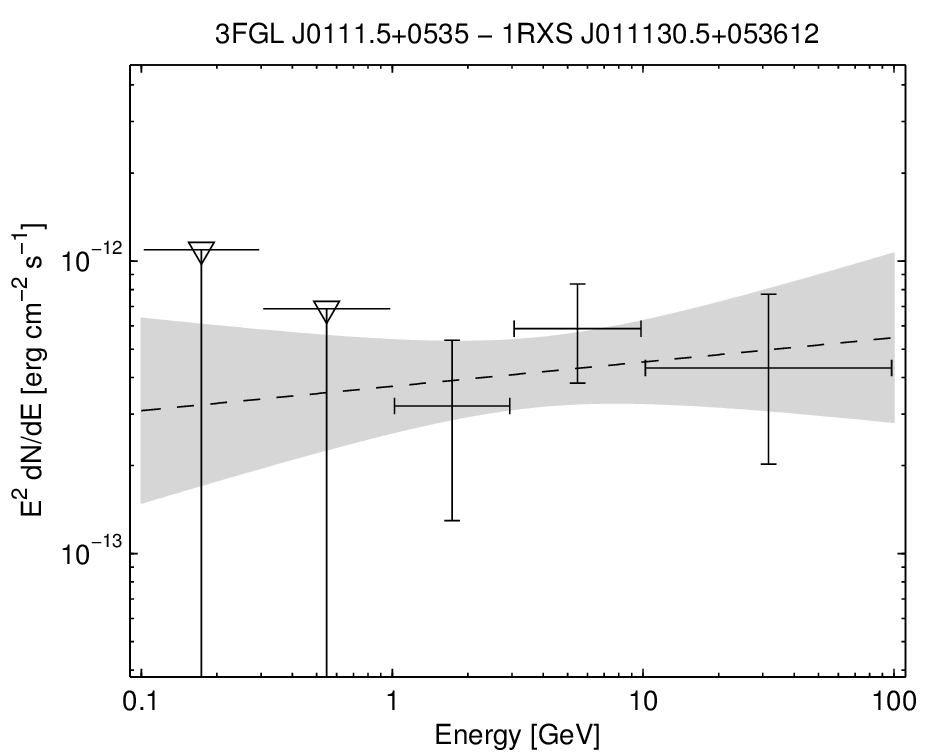 3FGL J0111.5+0535 − 1RXS J011130.5+053612
E² dN/dE [erg cm⁻² s⁻¹]
10⁻¹²
10⁻¹³
0.1 1 10 100
Energy [GeV]